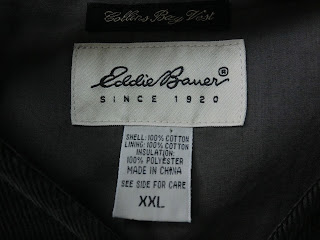 Collins Bay Vest
Eddie Bauer®
SINCE 1920
SHELL: 100% COTTON
LINING: 100% COTTON
INSULATION:
100% POLYESTER
MADE IN CHINA
SEE SIDE FOR CARE
XXL